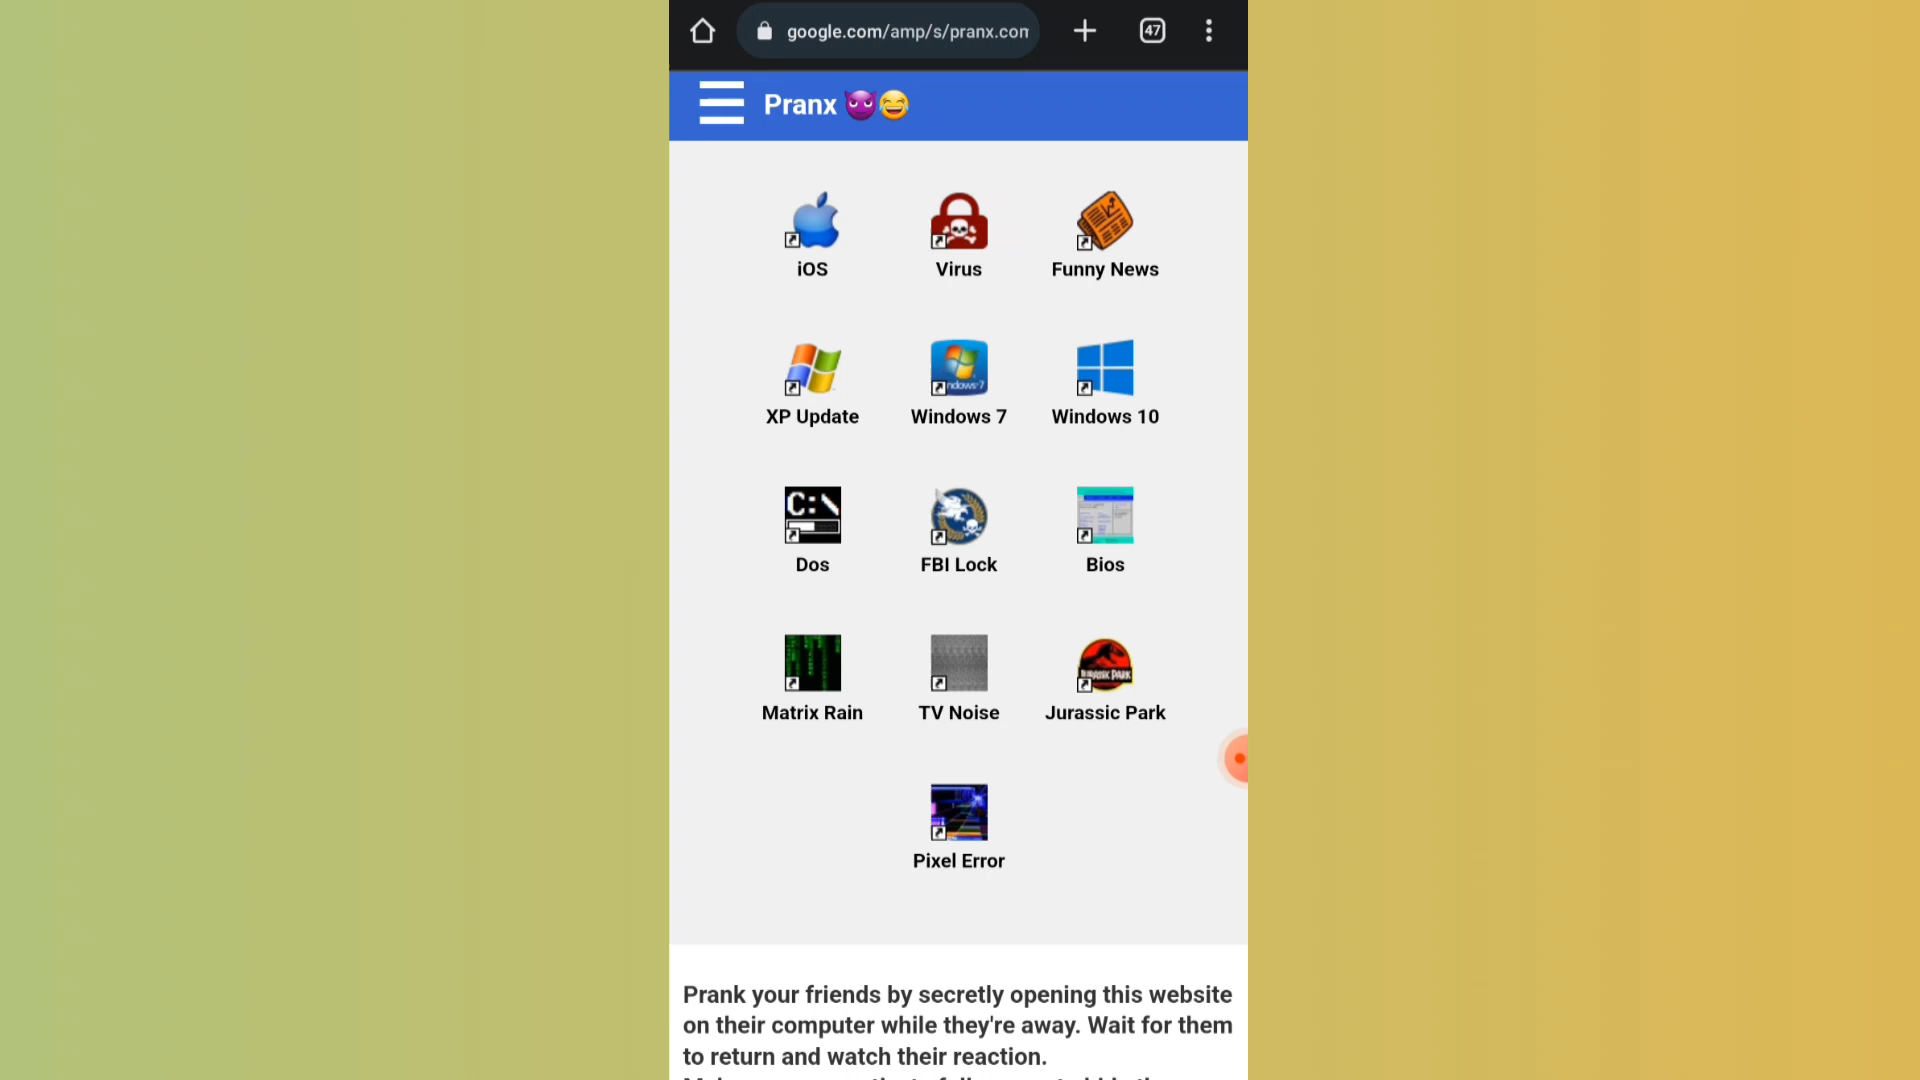 google.com/amp/s/pranx.com
47
Pranx 😈😂
iOS
Virus
Funny News
XP Update
Windows 7
Windows 10
C:\
Dos
FBI Lock
Bios
Matrix Rain
TV Noise
JURASSIC PARK
Jurassic Park
Pixel Error
Prank your friends by secretly opening this website
on their computer while they're away. Wait for them
to return and watch their reaction.